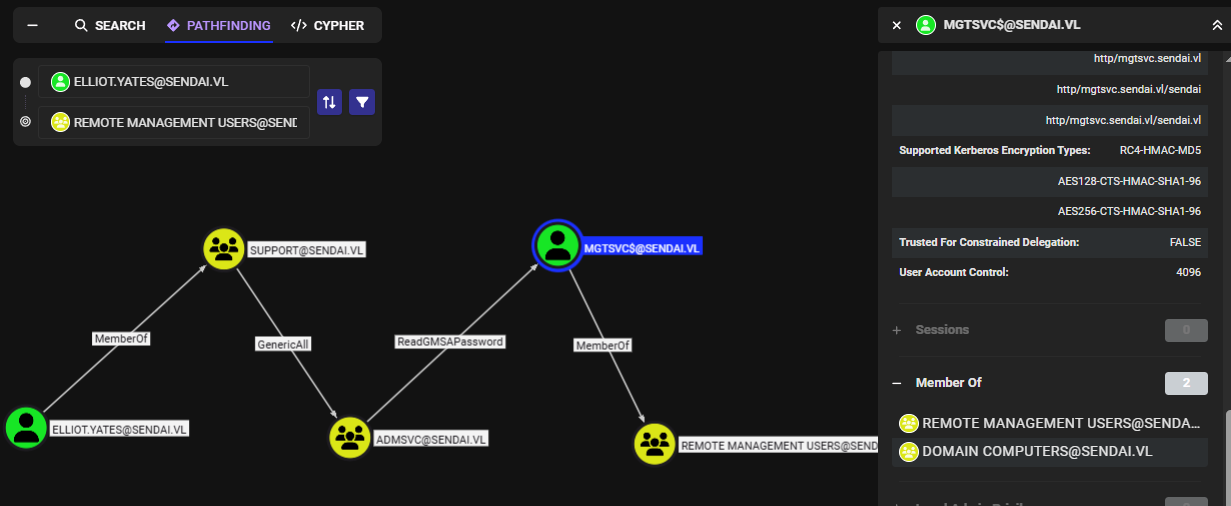 SEARCH
PATHFINDING
CYPHER
ELLIOT.YATES@SENDAI.VL
REMOTE MANAGEMENT USERS@SEND
SUPPORT@SENDAI.VL
MGTSVC$@SENDAI.VL
MemberOf
GenericAll
ReadGMSAPassword
MemberOf
ELLIOT.YATES@SENDAI.VL
ADMSVC@SENDAI.VL
REMOTE MANAGEMENT USERS@SEND
MGTSVC$@SENDAI.VL
http/mgtsvc.sendai.vl
http/mgtsvc.sendai.vl/sendai
http/mgtsvc.sendai.vl/sendai.vl
Supported Kerberos Encryption Types: RC4-HMAC-MD5
AES128-CTS-HMAC-SHA1-96
AES256-CTS-HMAC-SHA1-96
Trusted For Constrained Delegation: FALSE
User Account Control: 4096
Sessions 0
Member Of 2
REMOTE MANAGEMENT USERS@SENDA...
DOMAIN COMPUTERS@SENDAI.VL